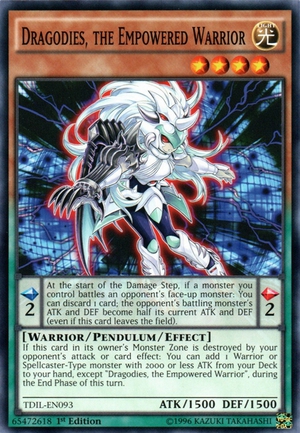 DRAGODIES, THE EMPOWERED WARRIOR
LIGHT
光
At the start of the Damage Step, if a monster you
control battles an opponent's face-up monster: You
can discard 1 card; the opponent's battling monster's
ATK and DEF become half its current ATK and DEF
(even if this card leaves the field).
2
2
[WARRIOR/PENDULUM/EFFECT]
If this card in its owner's Monster Zone is destroyed by your
opponent's attack or card effect: You can add 1 Warrior or
Spellcaster-Type monster with 2000 or less ATK from your Deck
to your hand, except "Dragodies, the Empowered Warrior", during
the End Phase of this turn.
TDIL-EN093
ATK/1500 DEF/1500
65472618
1st Edition
©1996 KAZUKI TAKAHASHI